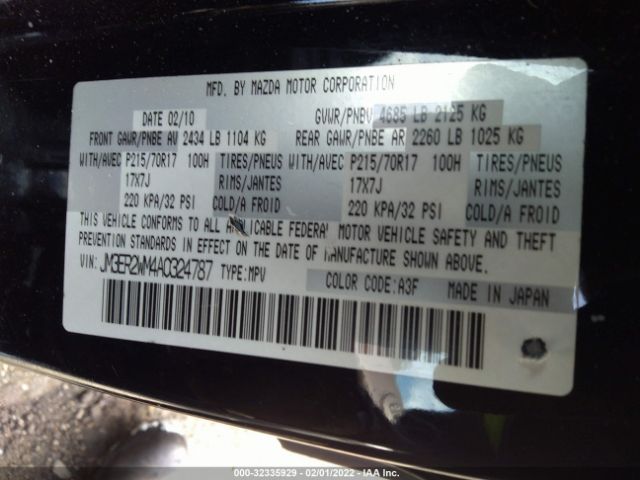 MFD. BY MAZDA MOTOR CORPORATION
DATE 02/10 GVWR/PNBV 4685 LB 2125 KG
FRONT GAWR/PNBE AV 2434 LB 1104 KG REAR GAWR/PNBE AR 2260 LB 1025 KG
WITH/AVEC P215/70R17 100H TIRES/PNEUS WITH/AVEC P215/70R17 100H TIRES/PNEUS
17X7J RIMS/JANTES 17X7J RIMS/JANTES
220 KPA/32 PSI COLD/A FROID 220 KPA/32 PSI COLD/A FROID
THIS VEHICLE CONFORMS TO ALL APPLICABLE FEDERAL MOTOR VEHICLE SAFETY AND THEFT
PREVENTION STANDARDS IN EFFECT ON THE DATE OF MANUFACTURE SHOWN ABOVE.
VIN: JM3ER2WM4A0324787 TYPE: MPV
COLOR CODE: A3F MADE IN JAPAN
000-32335929 - 02/01/2022 - IAA Inc.